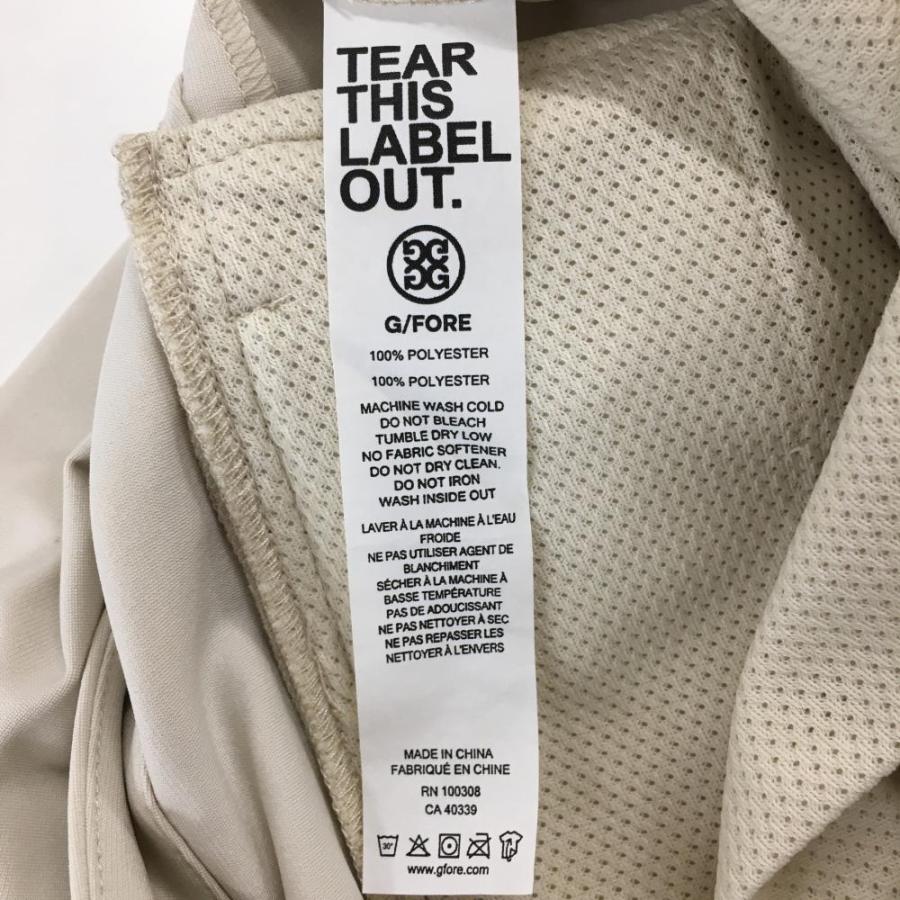 TEAR
THIS
LABEL
OUT.
G/FORE
100% POLYESTER
100% POLYESTER
MACHINE WASH COLD
DO NOT BLEACH
TUMBLE DRY LOW
NO FABRIC SOFTENER
DO NOT DRY CLEAN.
DO NOT IRON
WASH INSIDE OUT
LAVER À LA MACHINE À L'EAU
FROIDE
NE PAS UTILISER AGENT DE
BLANCHIMENT
SÉCHER À LA MACHINE À
BASSE TEMPÉRATURE
PAS DE ADOUCISSANT
NE PAS NETTOYER À SEC
NE PAS REPASSER LES
NETTOYER À L'ENVERS
MADE IN CHINA
FABRIQUÉ EN CHINE
RN 100308
CA 40339
30°
www.gfore.com